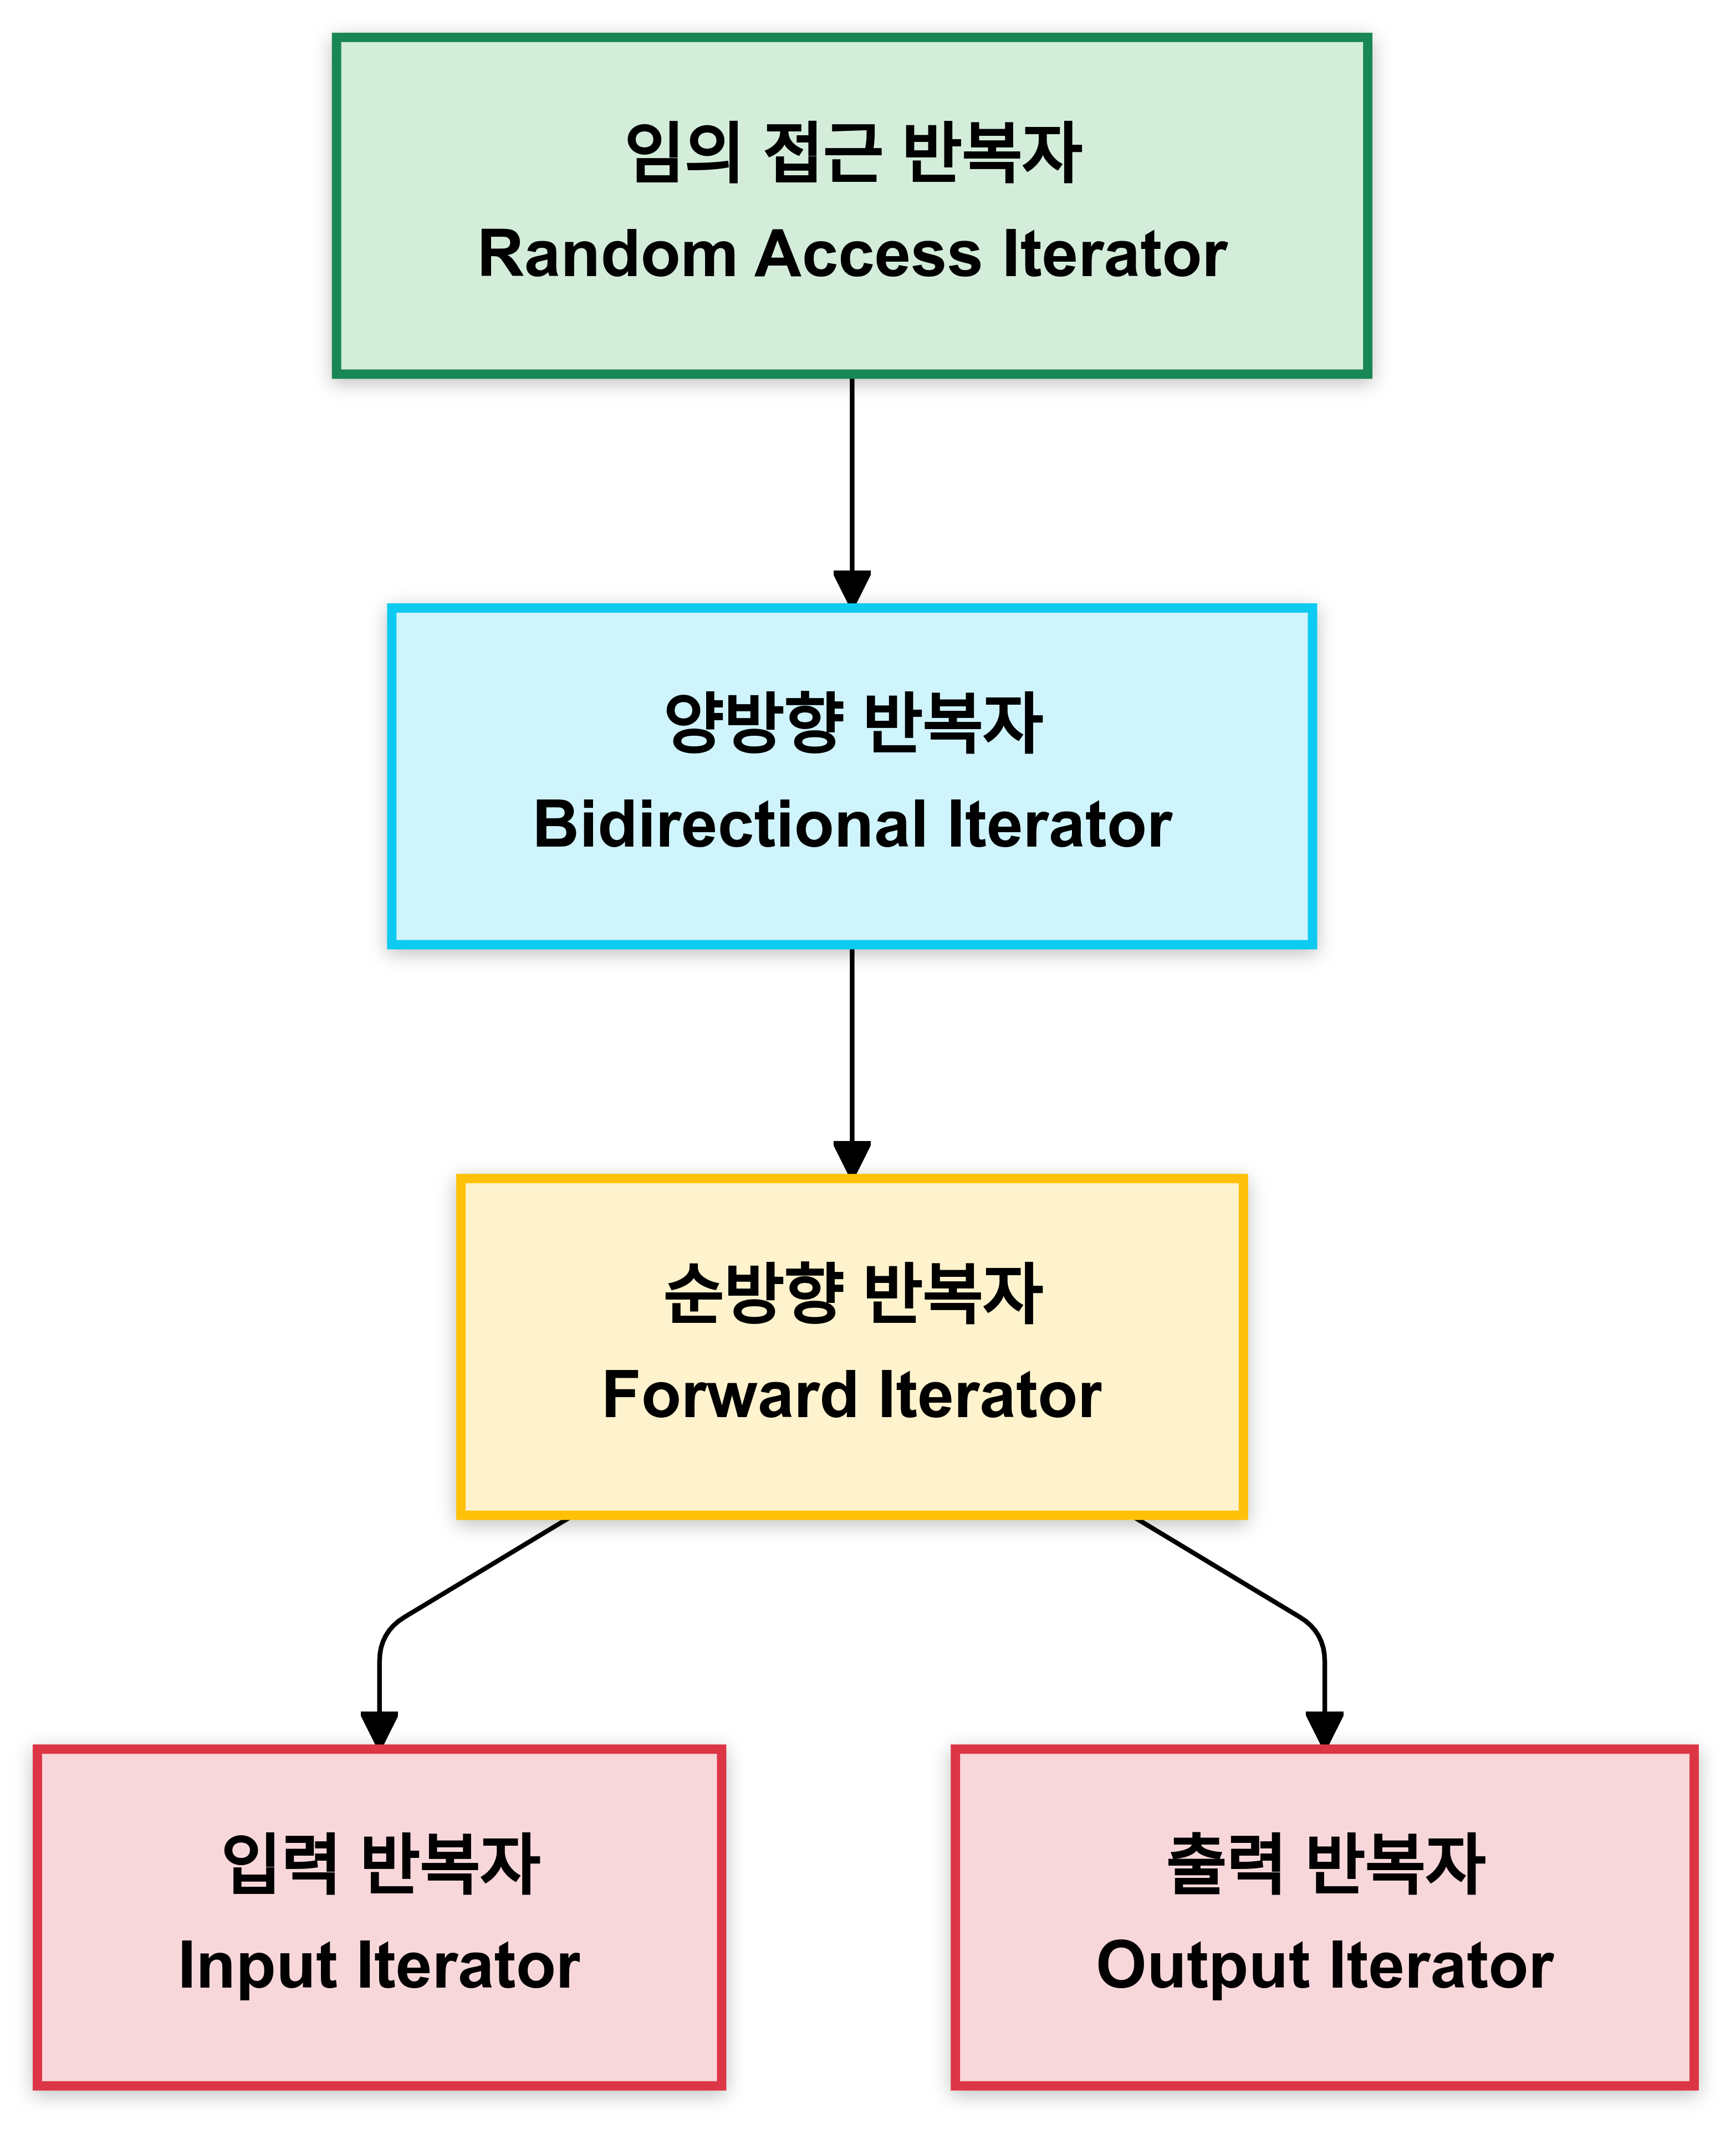 임의 접근 반복자
Random Access Iterator
양방향 반복자
Bidirectional Iterator
순방향 반복자
Forward Iterator
입력 반복자
Input Iterator
출력 반복자
Output Iterator